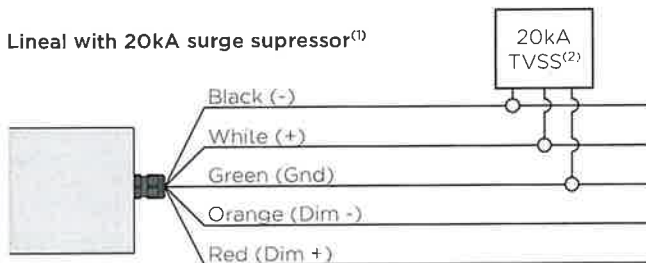 Lineal with 20kA surge supressor(1)
20kA
TVSS(2)
Black (-)
White (+)
Green (Gnd)
Orange (Dim -)
Red (Dim +)